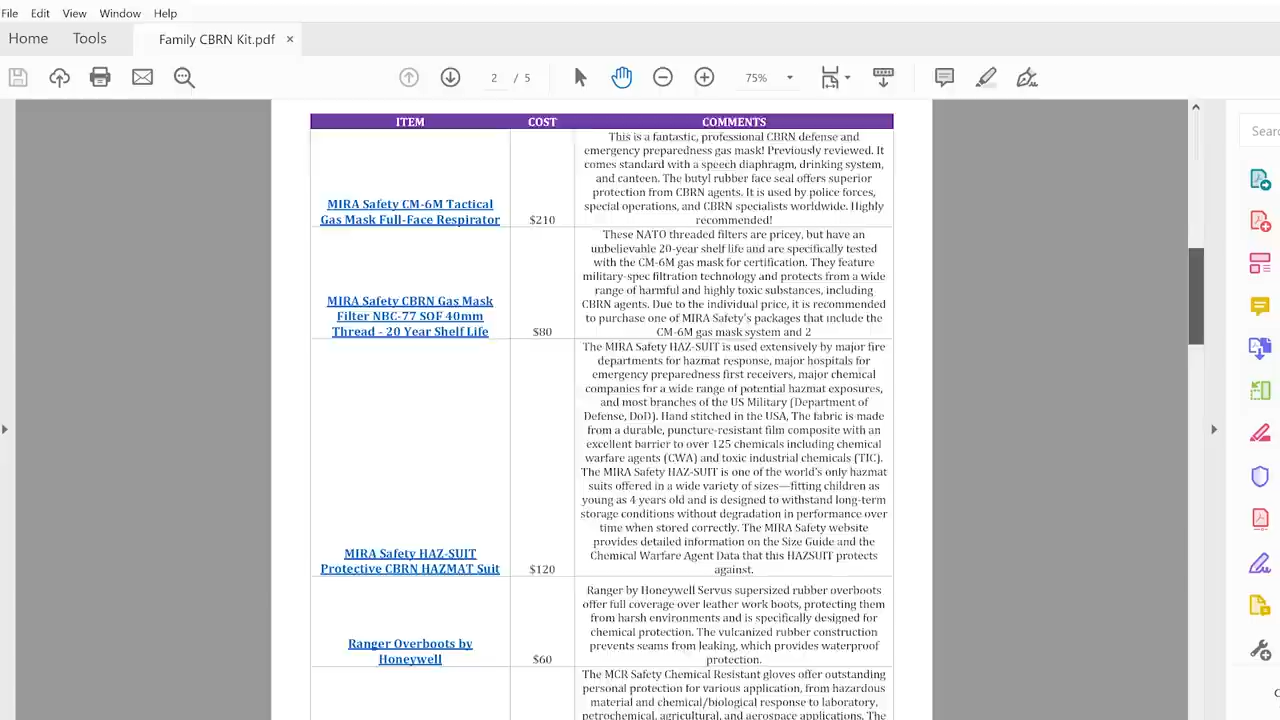 File Edit View Window Help
Home Tools Family CBRN Kit.pdf ×
2 / 5 75%
ITEM COST COMMENTS
This is a fantastic, professional CBRN defense and
emergency preparedness gas mask! Previously reviewed. It
comes standard with a speech diaphragm, drinking system,
and canteen. The butyl rubber face seal offers superior
protection from CBRN agents. It is used by police forces,
special operations, and CBRN specialists worldwide. Highly
recommended!
MIRA Safety CM-6M Tactical
Gas Mask Full-Face Respirator
$210
These NATO threaded filters are pricey, but have an
unbelievable 20-year shelf life and are specifically tested
with the CM-6M gas mask for certification. They feature
military-spec filtration technology and protects from a wide
range of harmful and highly toxic substances, including
CBRN agents. Due to the individual price, it is recommended
to purchase one of MIRA Safety's packages that include the
CM-6M gas mask system and 2
MIRA Safety CBRN Gas Mask
Filter NBC-77 SOF 40mm
Thread - 20 Year Shelf Life
$80
The MIRA Safety HAZ-SUIT is used extensively by major fire
departments for hazmat response, major hospitals for
emergency preparedness first receivers, major chemical
companies for a wide range of potential hazmat exposures,
and most branches of the US Military (Department of
Defense, DoD). Hand stitched in the USA, The fabric is made
from a durable, puncture-resistant film composite with an
excellent barrier to over 125 chemicals including chemical
warfare agents (CWA) and toxic industrial chemicals (TIC).
The MIRA Safety HAZ-SUIT is one of the world's only hazmat
suits offered in a wide variety of sizes—fitting children as
young as 4 years old and is designed to withstand long-term
storage conditions without degradation in performance over
time when stored correctly. The MIRA Safety website
provides detailed information on the Size Guide and the
Chemical Warfare Agent Data that this HAZSUIT protects
against.
MIRA Safety HAZ-SUIT
Protective CBRN HAZMAT Suit
$120
Ranger by Honeywell Servus supersized rubber overboots
offer full coverage over leather work boots, protecting them
from harsh environments and is specifically designed for
chemical protection. The vulcanized rubber construction
prevents seams from leaking, which provides waterproof
protection.
Ranger Overboots by
Honeywell
$60
The MCR Safety Chemical Resistant gloves offer outstanding
personal protection for various application, from hazardous
material and chemical/biological response to laboratory,
petrochemical, agricultural, and aerospace applications. The
Searc